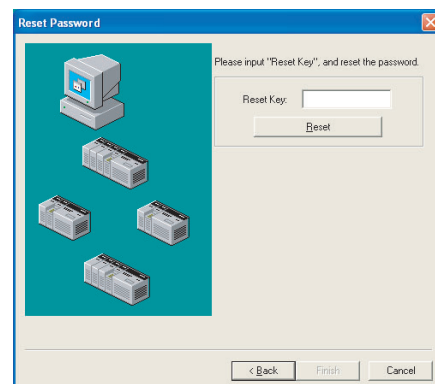 Reset Password
Please input "Reset Key", and reset the password.
Reset Key:
Reset
< Back
Finish
Cancel